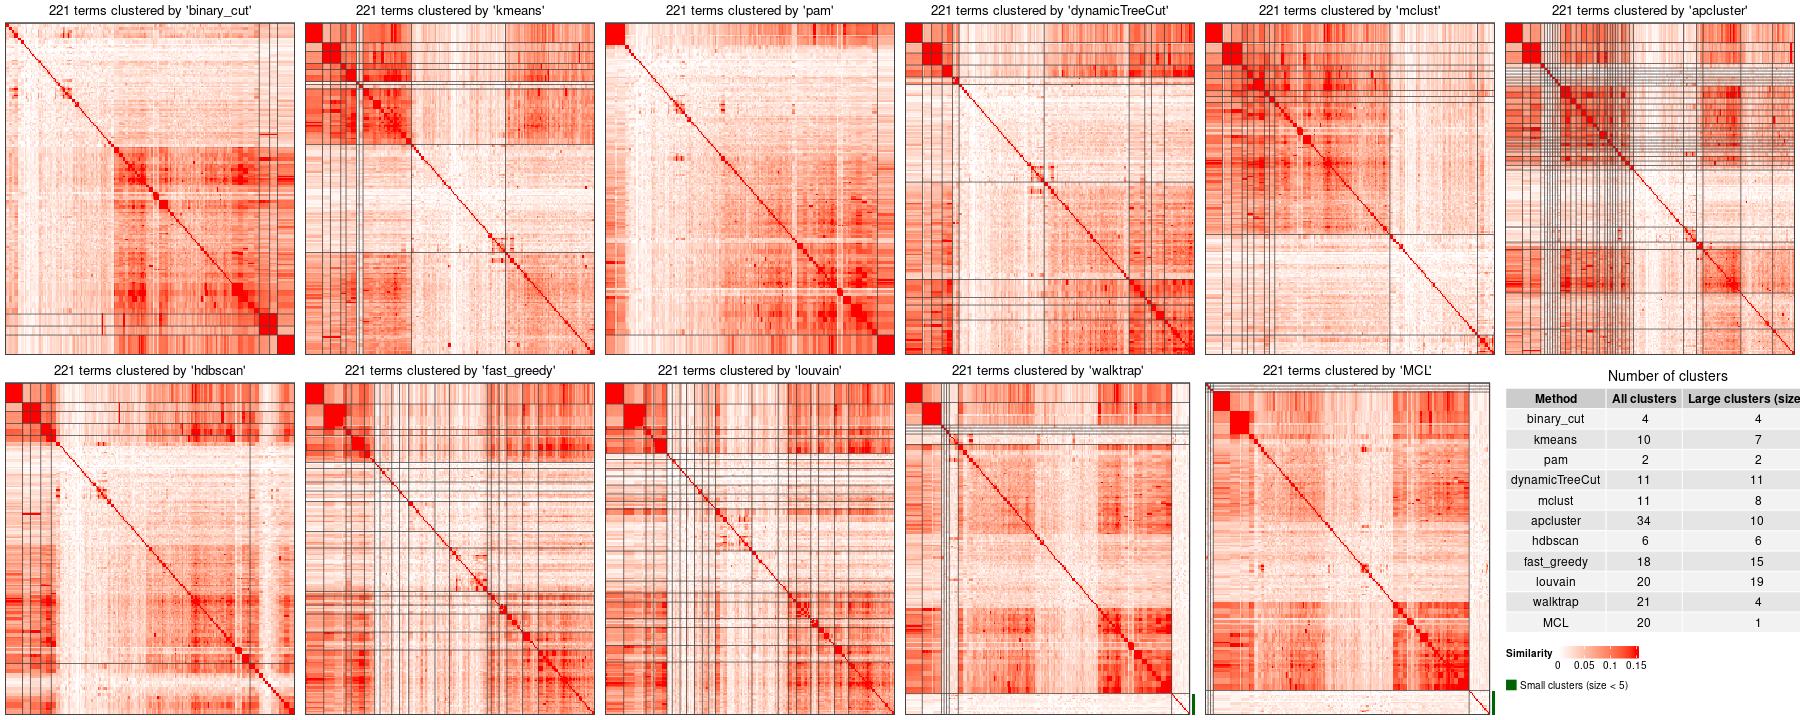 221 terms clustered by 'binary_cut'
221 terms clustered by 'kmeans'
221 terms clustered by 'pam'
221 terms clustered by 'dynamicTreeCut'
221 terms clustered by 'mclust'
221 terms clustered by 'apcluster'
221 terms clustered by 'hdbscan'
221 terms clustered by 'fast_greedy'
221 terms clustered by 'louvain'
221 terms clustered by 'walktrap'
221 terms clustered by 'MCL'
Number of clusters
Method All clusters Large clusters (size
binary_cut 4 4
kmeans 10 7
pam 2 2
dynamicTreeCut 11 11
mclust 11 8
apcluster 34 10
hdbscan 6 6
fast_greedy 18 15
louvain 20 19
walktrap 21 4
MCL 20 1
Similarity
0 0.05 0.1 0.15
Small clusters (size < 5)